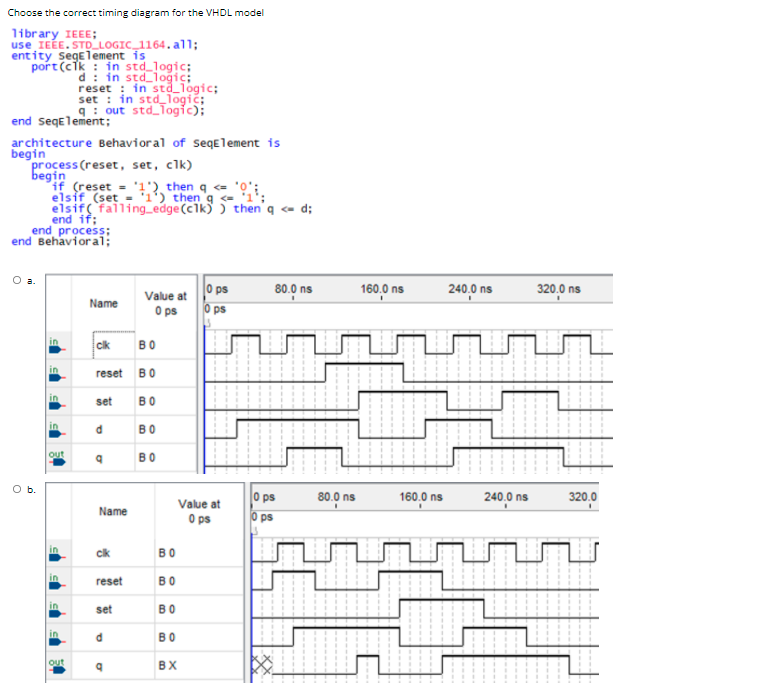 Choose the correct timing diagram for the VHDL model
library IEEE;
use IEEE.STD_LOGIC_1164.all;
entity SeqElement is
port(clk : in std_logic;
d : in std_logic;
reset : in std_logic;
set : in std_logic;
q : out std_logic);
end SeqElement;
architecture Behavioral of SeqElement is
begin
process(reset, set, clk)
begin
if (reset = '1') then q <= '0';
elsif (set = '1') then q <= '1';
elsif( falling_edge(clk) ) then q <= d;
end if;
end process;
end Behavioral;
a.
Name Value at 0 ps 0 ps 80.0 ns 160.0 ns 240.0 ns 320.0 ns
0 ps
in clk B 0
in reset B 0
in set B 0
in d B 0
out q B 0
b.
Name Value at 0 ps 0 ps 80.0 ns 160.0 ns 240.0 ns 320.0
0 ps
in clk B 0
in reset B 0
in set B 0
in d B 0
out q B X